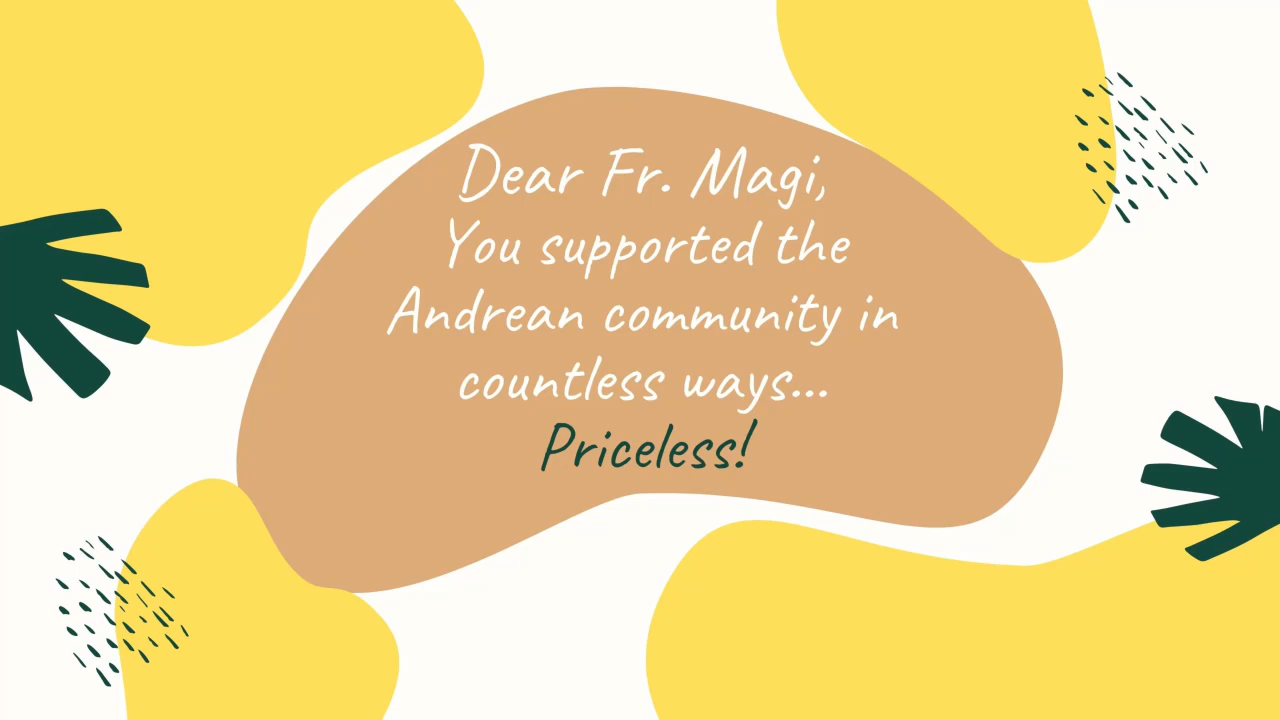 Dear Fr. Magi,
You supported the
Andrean community in
countless ways...
Priceless!